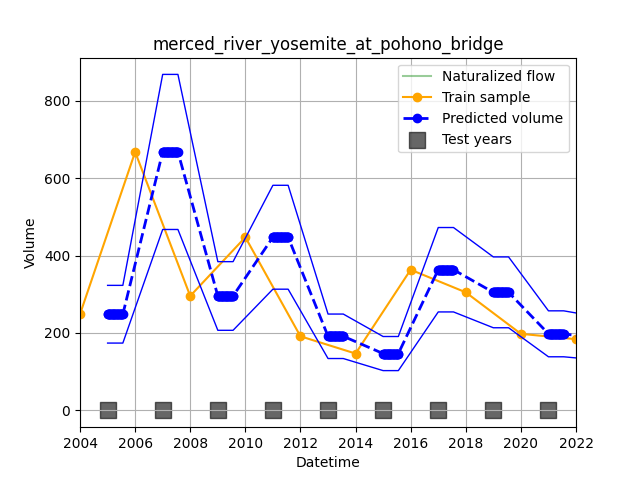 merced_river_yosemite_at_pohono_bridge
Naturalized flow
Train sample
Predicted volume
Test years
800
600
400
200
0
Volume
2004 2006 2008 2010 2012 2014 2016 2018 2020 2022
Datetime